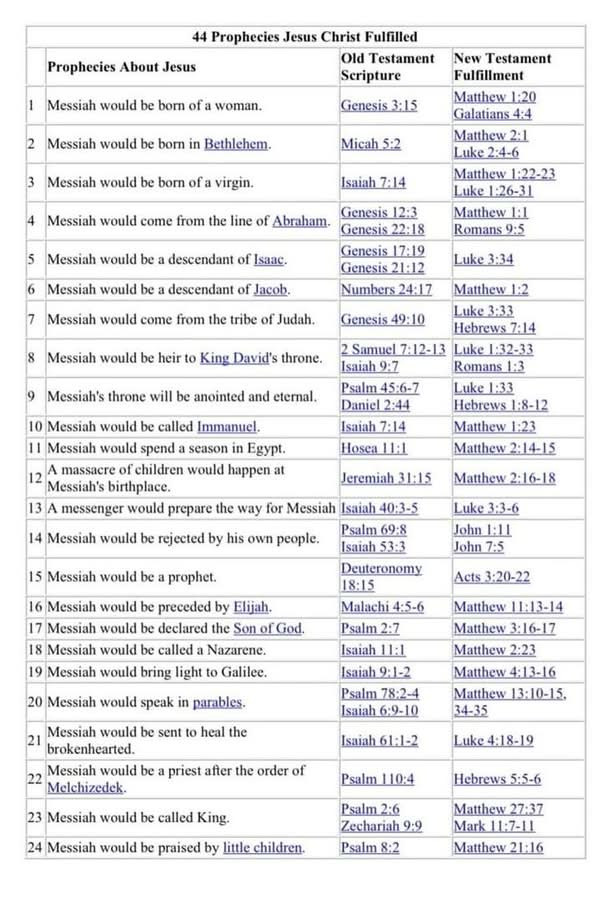 44 Prophecies Jesus Christ Fulfilled
Prophecies About Jesus
Old Testament
Scripture
New Testament
Fulfillment
1 Messiah would be born of a woman.
Genesis 3:15
Matthew 1:20
Galatians 4:4
2 Messiah would be born in Bethlehem.
Micah 5:2
Matthew 2:1
Luke 2:4-6
3 Messiah would be born of a virgin.
Isaiah 7:14
Matthew 1:22-23
Luke 1:26-31
4 Messiah would come from the line of Abraham.
Genesis 12:3
Genesis 22:18
Matthew 1:1
Romans 9:5
5 Messiah would be a descendant of Isaac.
Genesis 17:19
Genesis 21:12
Luke 3:34
6 Messiah would be a descendant of Jacob.
Numbers 24:17
Matthew 1:2
7 Messiah would come from the tribe of Judah.
Genesis 49:10
Luke 3:33
Hebrews 7:14
8 Messiah would be heir to King David's throne.
2 Samuel 7:12-13
Isaiah 9:7
Luke 1:32-33
Romans 1:3
9 Messiah's throne will be anointed and eternal.
Psalm 45:6-7
Daniel 2:44
Luke 1:33
Hebrews 1:8-12
10 Messiah would be called Immanuel.
Isaiah 7:14
Matthew 1:23
11 Messiah would spend a season in Egypt.
Hosea 11:1
Matthew 2:14-15
12 A massacre of children would happen at
Messiah's birthplace.
Jeremiah 31:15
Matthew 2:16-18
13 A messenger would prepare the way for Messiah
Isaiah 40:3-5
Luke 3:3-6
14 Messiah would be rejected by his own people.
Psalm 69:8
Isaiah 53:3
John 1:11
John 7:5
15 Messiah would be a prophet.
Deuteronomy
18:15
Acts 3:20-22
16 Messiah would be preceded by Elijah.
Malachi 4:5-6
Matthew 11:13-14
17 Messiah would be declared the Son of God.
Psalm 2:7
Matthew 3:16-17
18 Messiah would be called a Nazarene.
Isaiah 11:1
Matthew 2:23
19 Messiah would bring light to Galilee.
Isaiah 9:1-2
Matthew 4:13-16
20 Messiah would speak in parables.
Psalm 78:2-4
Isaiah 6:9-10
Matthew 13:10-15,
34-35
21 Messiah would be sent to heal the
brokenhearted.
Isaiah 61:1-2
Luke 4:18-19
22 Messiah would be a priest after the order of
Melchizedek.
Psalm 110:4
Hebrews 5:5-6
23 Messiah would be called King.
Psalm 2:6
Zechariah 9:9
Matthew 27:37
Mark 11:7-11
24 Messiah would be praised by little children.
Psalm 8:2
Matthew 21:16